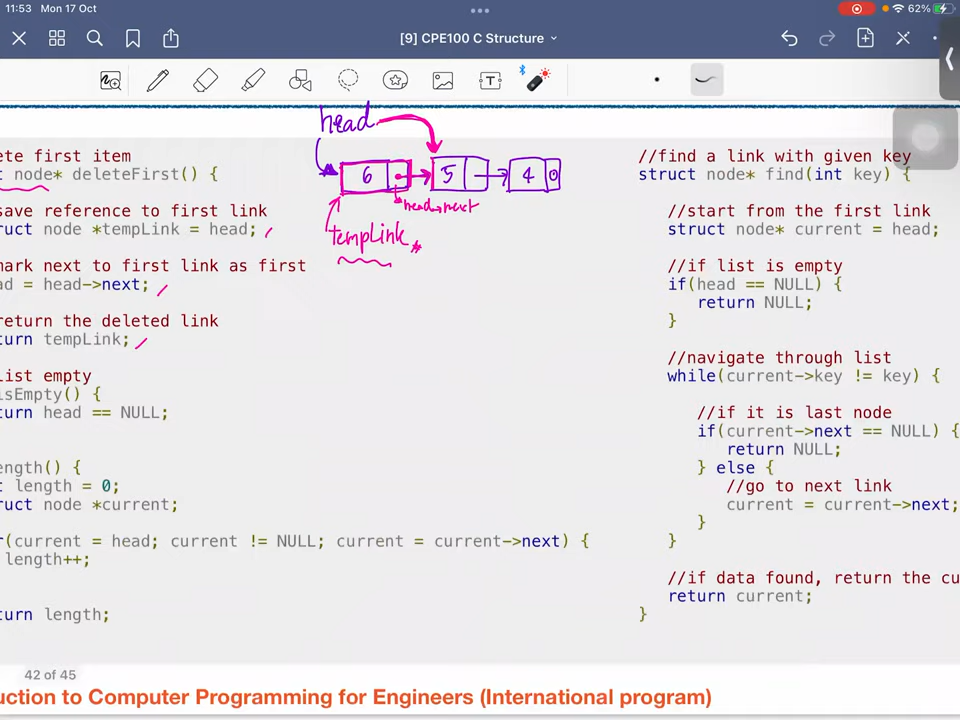 11:53 Mon 17 Oct
62%
[9] CPE100 C Structure
T
head
6 5 4 0
head→next
tempLink
ete first item
t node* deleteFirst() {
save reference to first link
ruct node *tempLink = head;
mark next to first link as first
ad = head->next;
return the deleted link
turn tempLink;
list empty
isEmpty() {
turn head == NULL;
ength() {
t length = 0;
ruct node *current;
r(current = head; current != NULL; current = current->next) {
length++;
turn length;
//find a link with given key
struct node* find(int key) {
//start from the first link
struct node* current = head;
//if list is empty
if(head == NULL) {
return NULL;
}
//navigate through list
while(current->key != key) {
//if it is last node
if(current->next == NULL) {
return NULL;
} else {
//go to next link
current = current->next;
}
}
//if data found, return the cu
return current;
}
42 of 45
uction to Computer Programming for Engineers (International program)